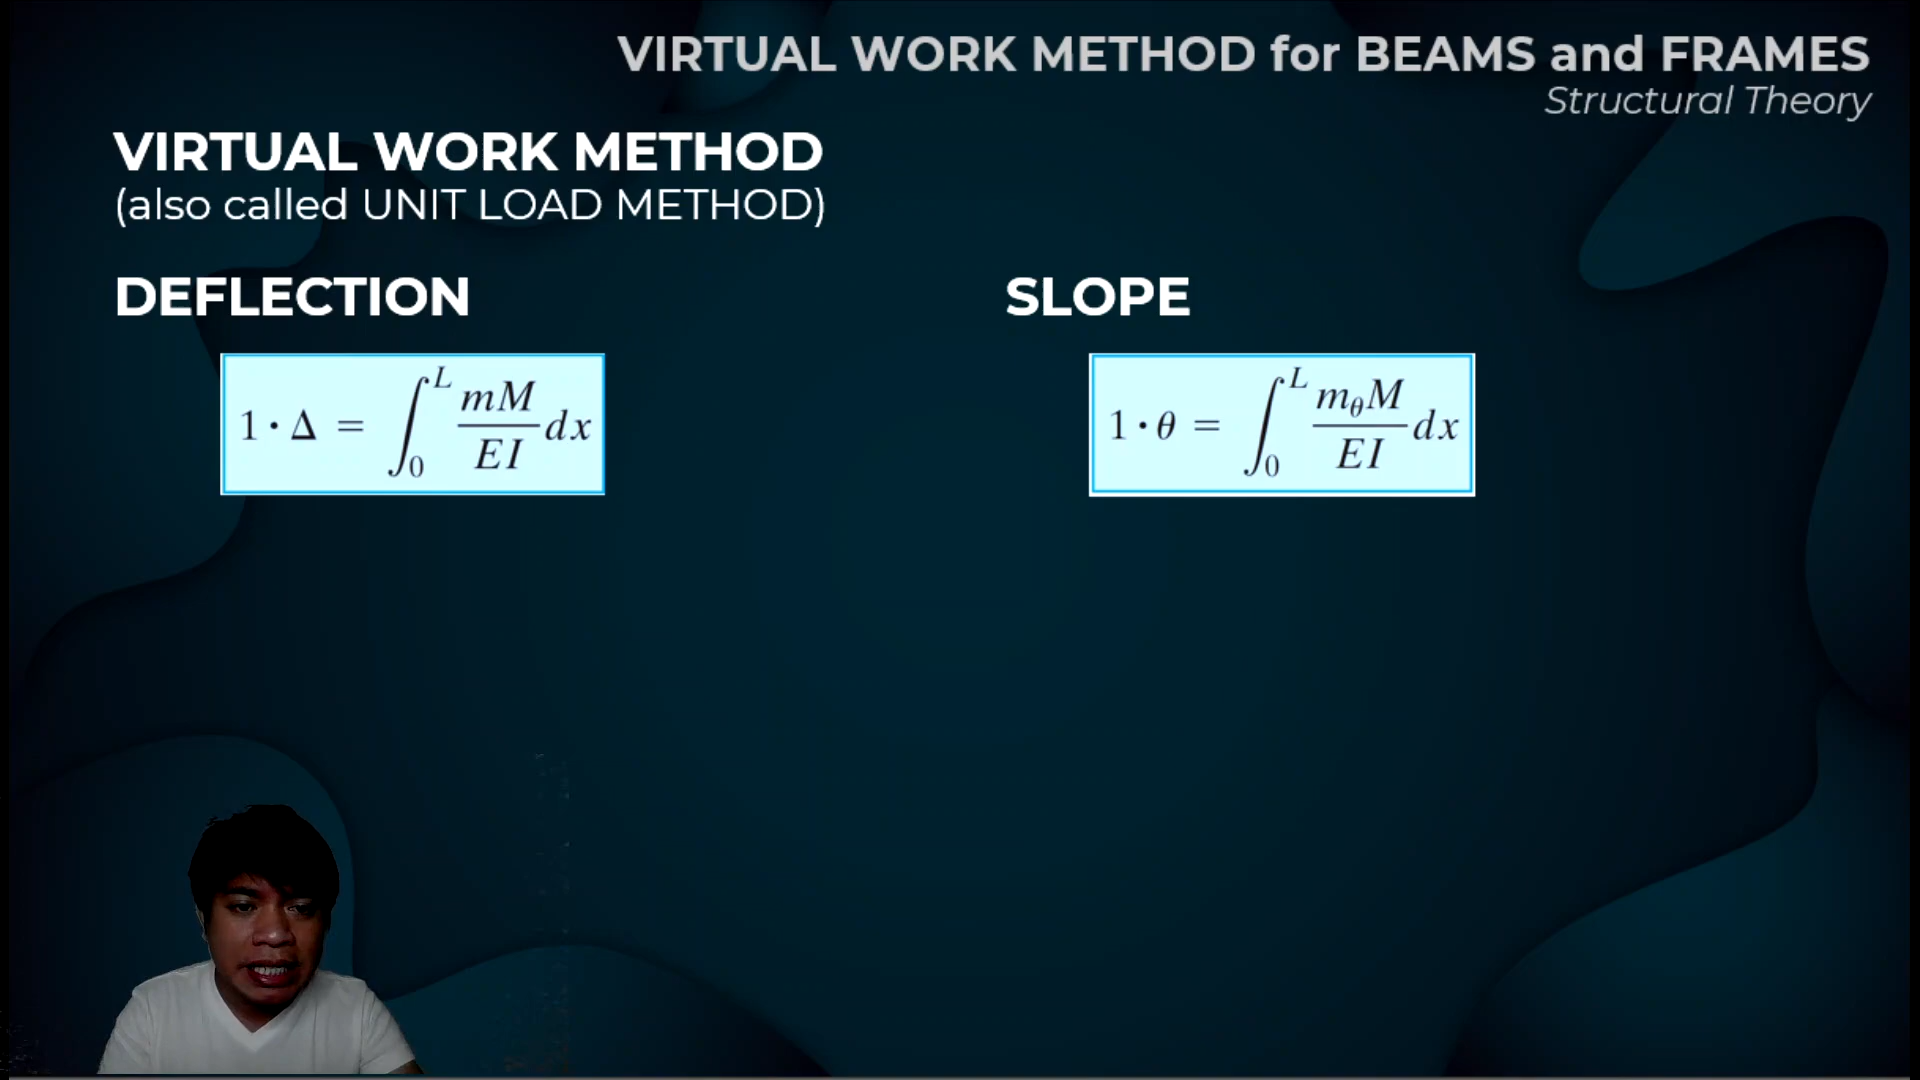 VIRTUAL WORK METHOD for BEAMS and FRAMES
Structural Theory
VIRTUAL WORK METHOD
(also called UNIT LOAD METHOD)
DEFLECTION
1 · Δ = ∫₀ᴸ mM/EI dx
SLOPE
1 · θ = ∫₀ᴸ m_θM/EI dx